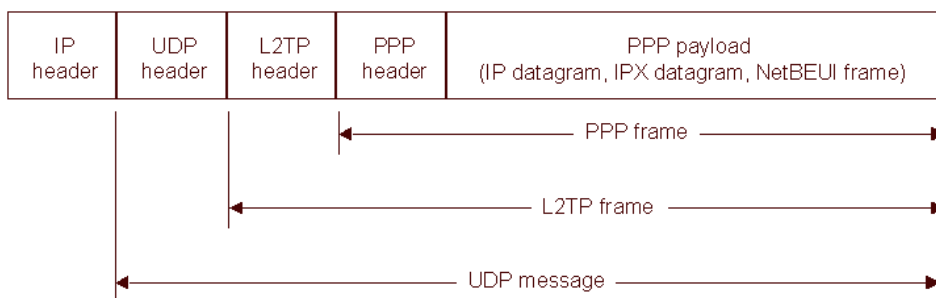 IP header
UDP header
L2TP header
PPP header
PPP payload
(IP datagram, IPX datagram, NetBEUI frame)
PPP frame
L2TP frame
UDP message